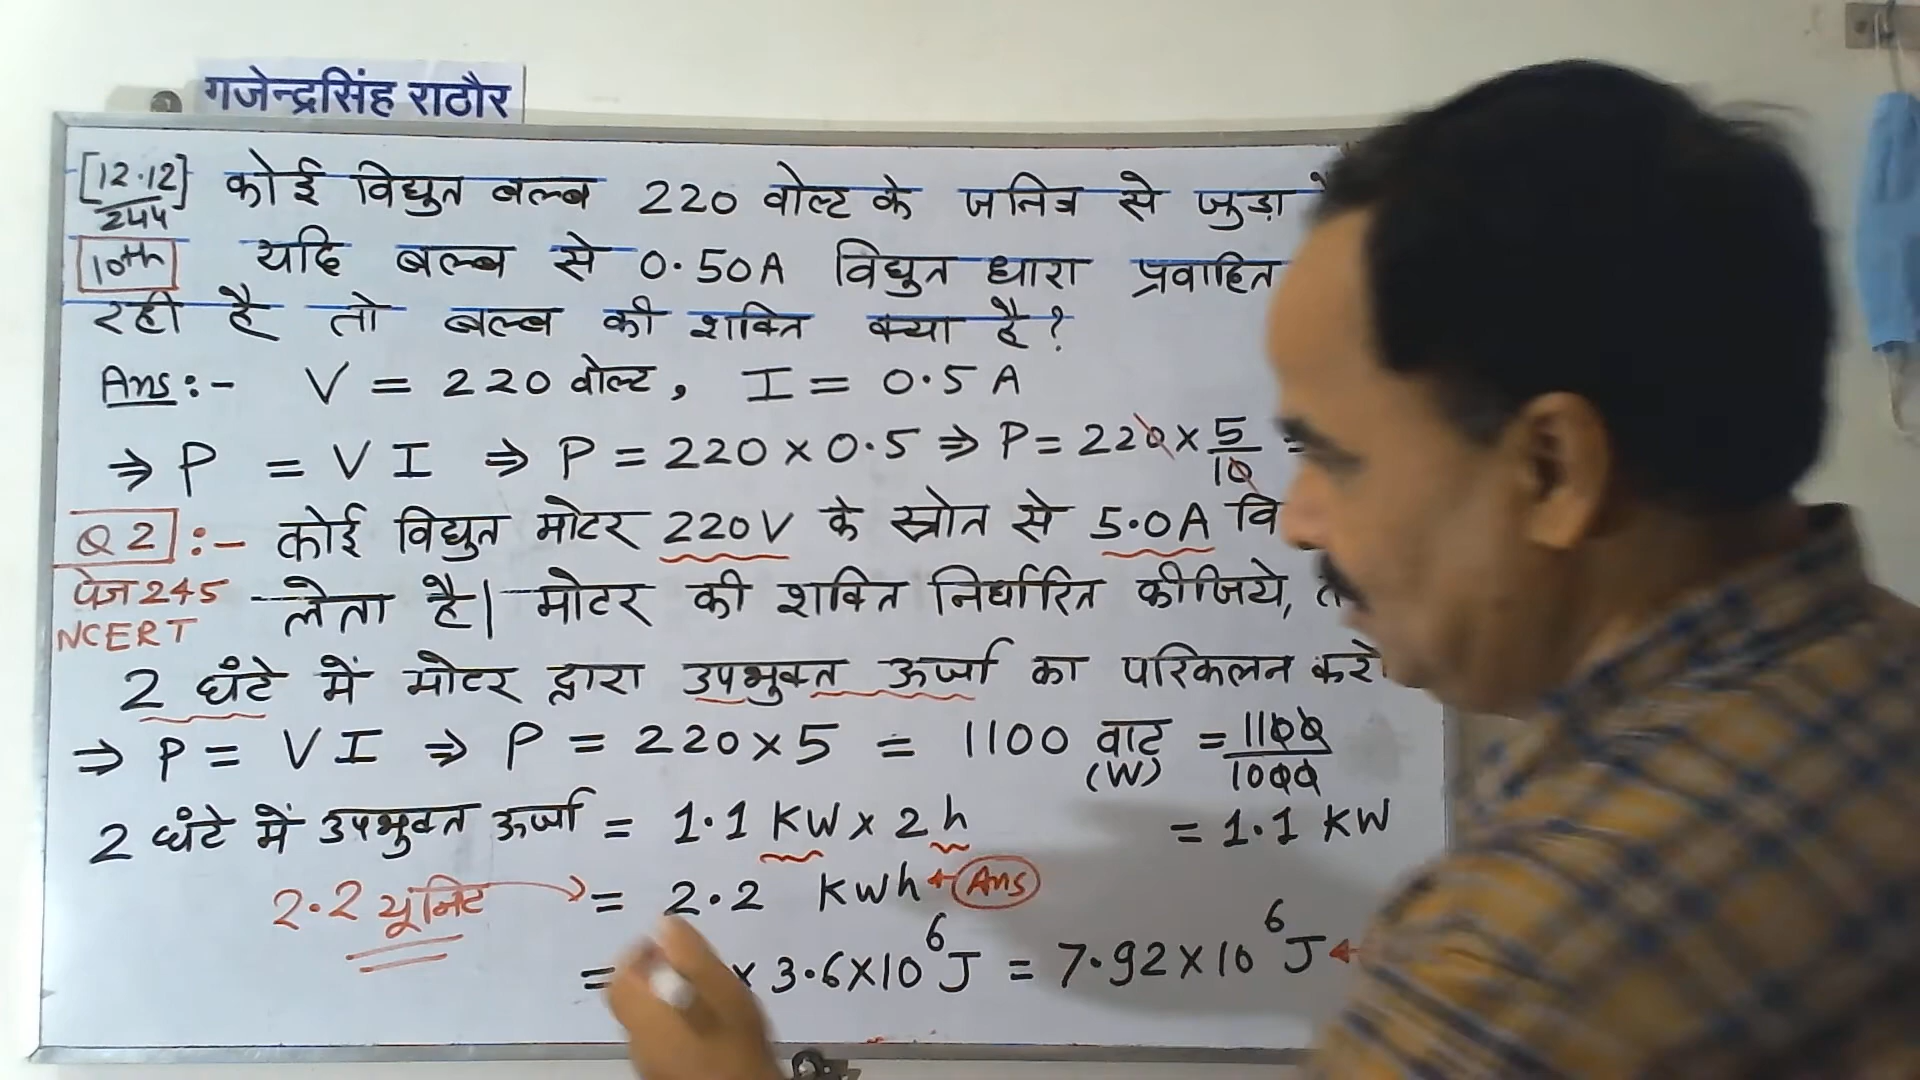 गजेन्द्रसिंह राठौर
[12.12] कोई विद्युत बल्ब 220 वोल्ट के जनित्र से जुड़ा
244
10th यदि बल्ब से 0.50A विद्युत धारा प्रवाहित
रही है तो बल्ब की शक्ति क्या है?
Ans:- V = 220 वोल्ट, I = 0.5 A
⇒ P = V I ⇒ P = 220 × 0.5 ⇒ P = 220 × 5/10 =
Q 2 :- कोई विद्युत मोटर 220V के स्त्रोत से 5.0A वि
पेज 245 लेता है| मोटर की शक्ति निर्धारित कीजिये,
NCERT
2 घंटे में मोटर द्वारा उपभुक्त ऊर्जा का परिकलन करो
⇒ P = V I ⇒ P = 220 × 5 = 1100 वाट (W) = 1100/1000
2 घंटे में उपभुक्त ऊर्जा = 1.1 KW × 2 h = 1.1 KW
2.2 यूनिट → = 2.2 KWh ← Ans
= × 3.6 × 10⁶ J = 7.92 × 10⁶ J ←